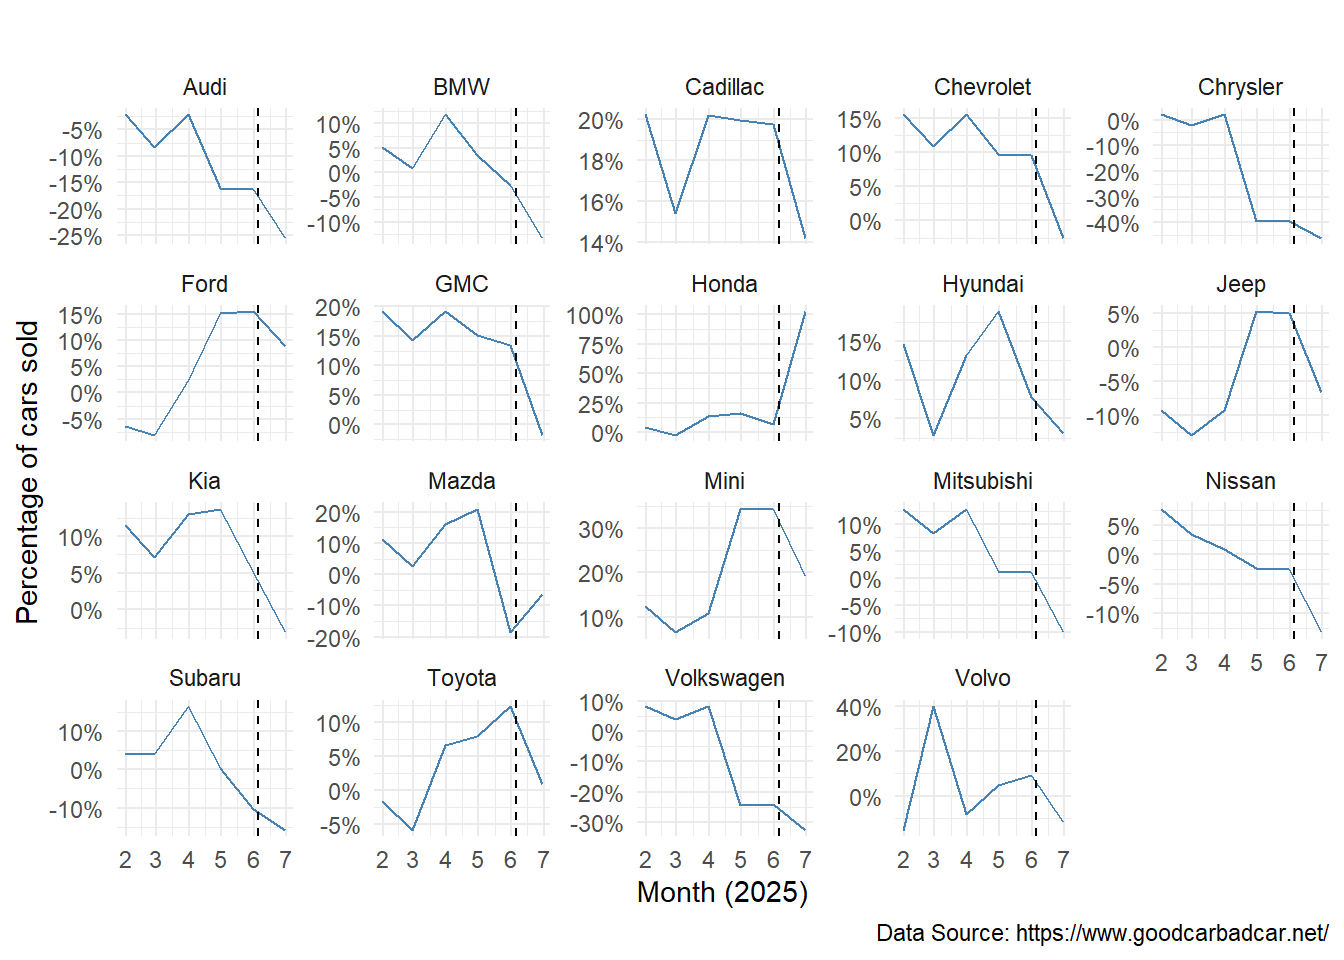 Audi
BMW
Cadillac
Chevrolet
Chrysler
-5%
-10%
-15%
-20%
-25%
10%
5%
0%
-5%
-10%
20%
18%
16%
14%
15%
10%
5%
0%
0%
-10%
-20%
-30%
-40%
Ford
GMC
Honda
Hyundai
Jeep
15%
10%
5%
0%
-5%
20%
15%
10%
5%
0%
100%
75%
50%
25%
0%
15%
10%
5%
5%
0%
-5%
-10%
Percentage of cars sold
Kia
Mazda
Mini
Mitsubishi
Nissan
10%
5%
0%
20%
10%
0%
-10%
-20%
30%
20%
10%
10%
5%
0%
-5%
-10%
5%
0%
-5%
-10%
2 3 4 5 6 7
Subaru
Toyota
Volkswagen
Volvo
10%
0%
-10%
10%
5%
0%
-5%
10%
0%
-10%
-20%
-30%
40%
20%
0%
2 3 4 5 6 7
2 3 4 5 6 7
2 3 4 5 6 7
2 3 4 5 6 7
Month (2025)
Data Source: https://www.goodcarbadcar.net/